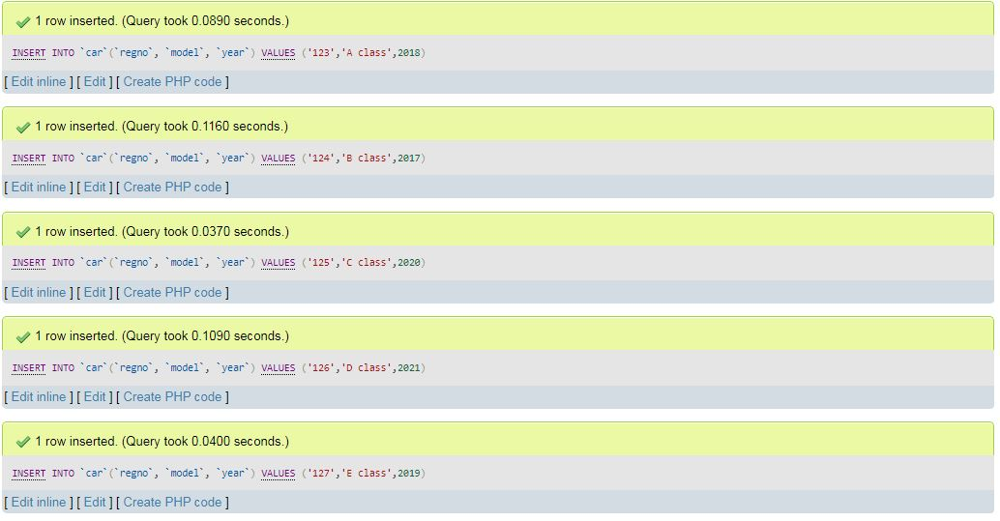 1 row inserted. (Query took 0.0890 seconds.)
INSERT INTO `car`(`regno`, `model`, `year`) VALUES ('123','A class',2018)
[ Edit inline ] [ Edit ] [ Create PHP code ]
1 row inserted. (Query took 0.1160 seconds.)
INSERT INTO `car`(`regno`, `model`, `year`) VALUES ('124','B class',2017)
[ Edit inline ] [ Edit ] [ Create PHP code ]
1 row inserted. (Query took 0.0370 seconds.)
INSERT INTO `car`(`regno`, `model`, `year`) VALUES ('125','C class',2020)
[ Edit inline ] [ Edit ] [ Create PHP code ]
1 row inserted. (Query took 0.1090 seconds.)
INSERT INTO `car`(`regno`, `model`, `year`) VALUES ('126','D class',2021)
[ Edit inline ] [ Edit ] [ Create PHP code ]
1 row inserted. (Query took 0.0400 seconds.)
INSERT INTO `car`(`regno`, `model`, `year`) VALUES ('127','E class',2019)
[ Edit inline ] [ Edit ] [ Create PHP code ]